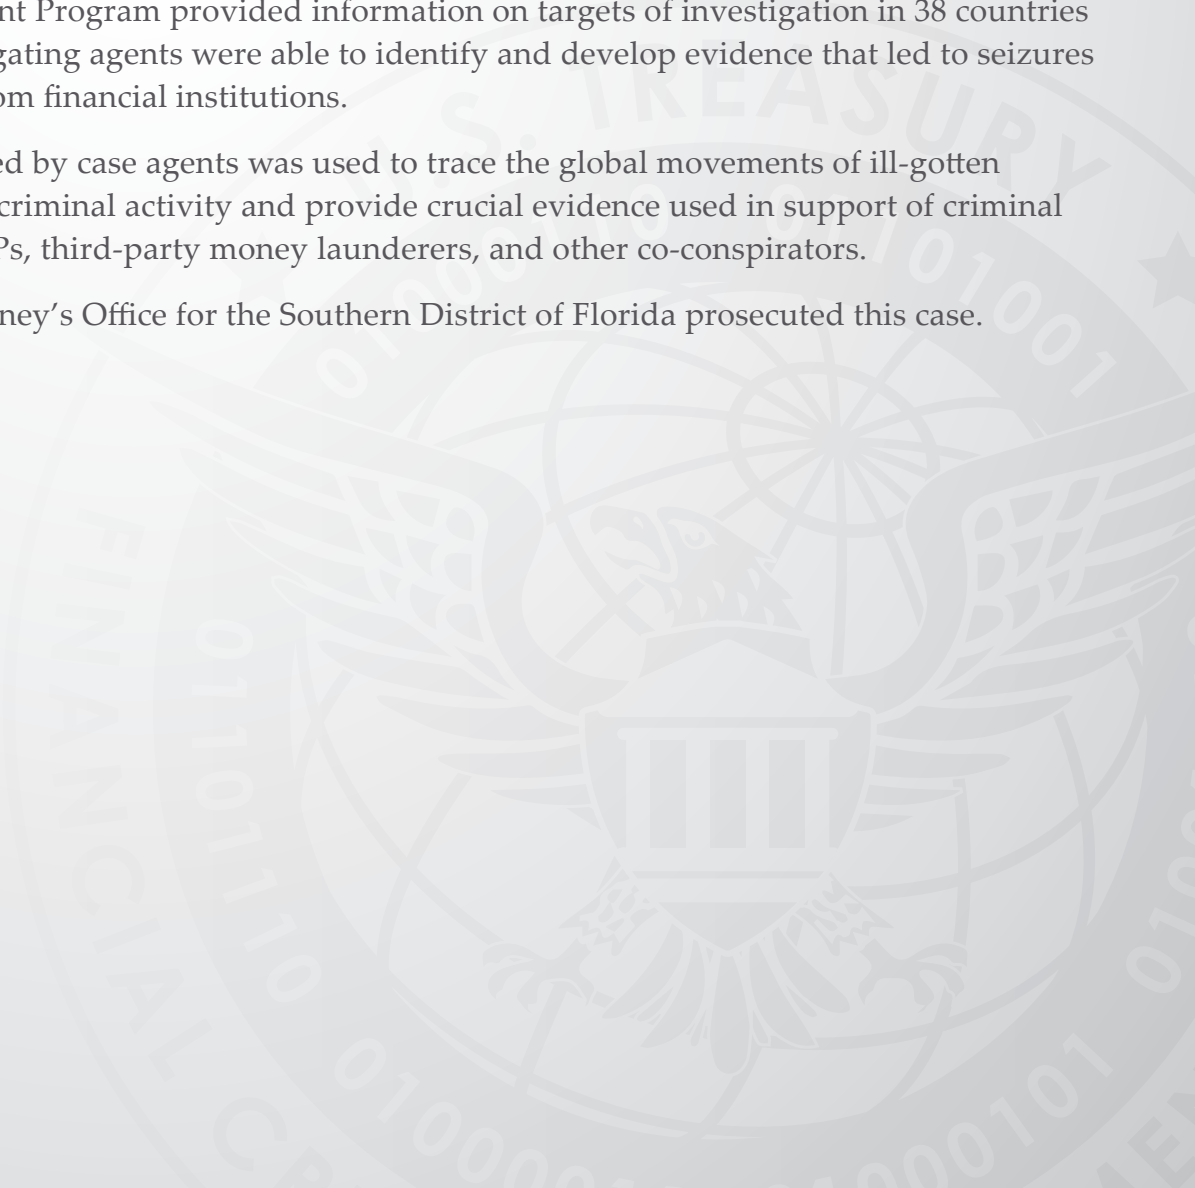 nt Program provided information on targets of investigation in 38 countries
gating agents were able to identify and develop evidence that led to seizures
om financial institutions.
ed by case agents was used to trace the global movements of ill-gotten
criminal activity and provide crucial evidence used in support of criminal
Ps, third-party money launderers, and other co-conspirators.
ney’s Office for the Southern District of Florida prosecuted this case.
U.S. TREASURY
FINANCIAL CR